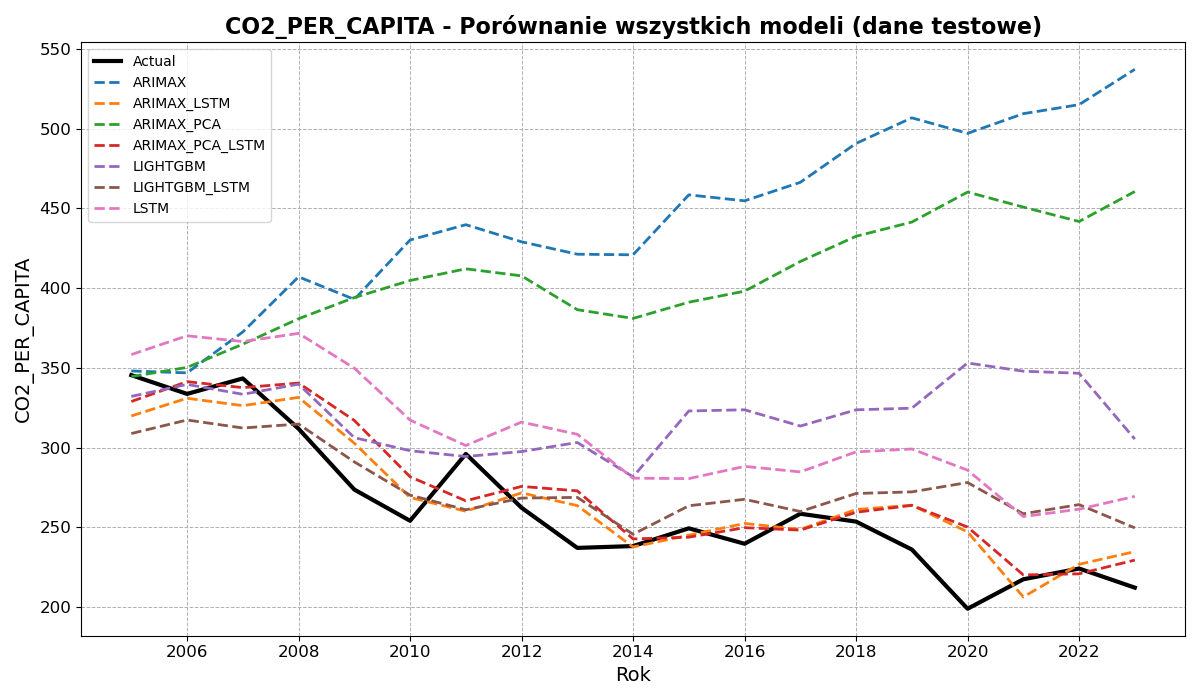 CO2_PER_CAPITA - Porównanie wszystkich modeli (dane testowe)
Actual
ARIMAX
ARIMAX_LSTM
ARIMAX_PCA
ARIMAX_PCA_LSTM
LIGHTGBM
LIGHTGBM_LSTM
LSTM
CO2_PER_CAPITA
550
500
450
400
350
300
250
200
2006 2008 2010 2012 2014 2016 2018 2020 2022
Rok